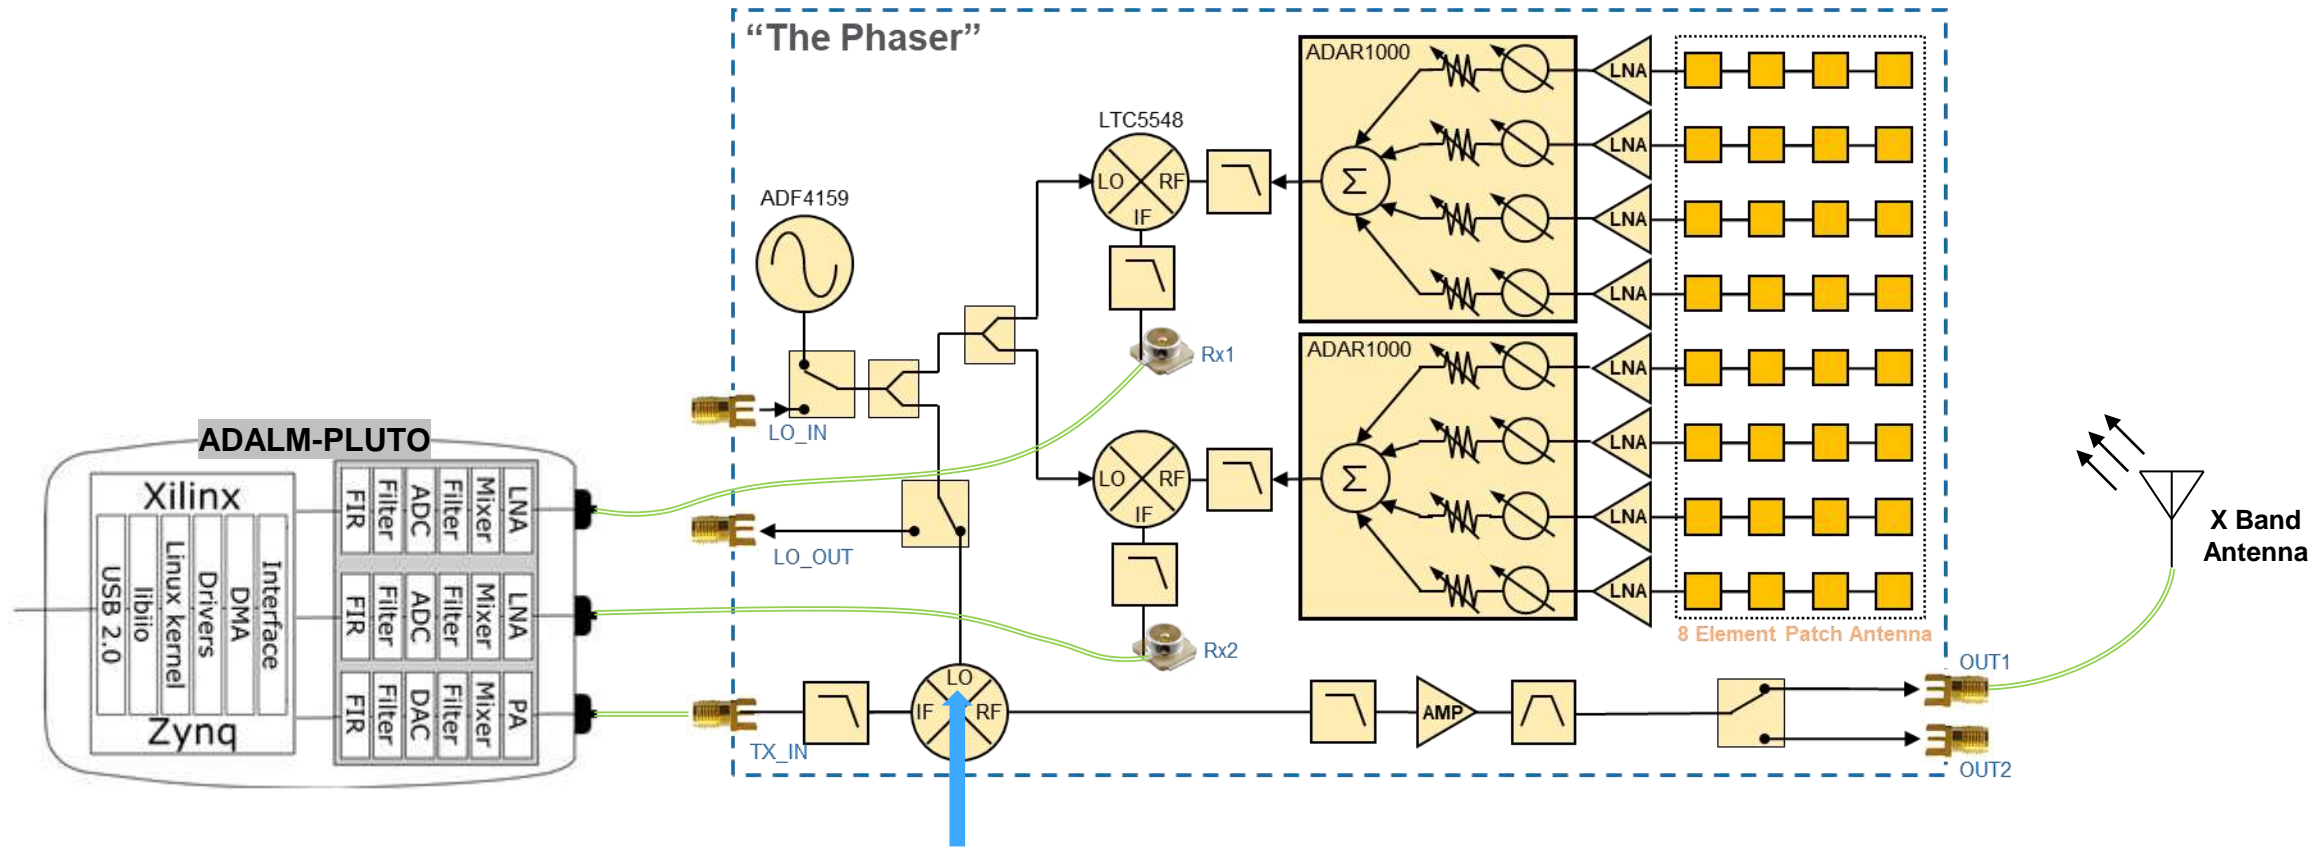 “The Phaser”
ADAR1000
LNA
LNA
LNA
LNA
LTC5548
LO
RF
IF
ADF4159
Rx1
ADAR1000
LNA
LNA
LNA
LNA
LO_IN
ADALM-PLUTO
LO
RF
IF
Xilinx
USB 2.0
libiio
Linux kernel
Drivers
DMA
Interface
Zynq
FIR
Filter
ADC
Filter
Mixer
LNA
FIR
Filter
ADC
Filter
Mixer
LNA
FIR
Filter
DAC
Filter
Mixer
PA
LO_OUT
X Band
Antenna
8 Element Patch Antenna
Rx2
OUT1
LO
IF
RF
AMP
TX_IN
OUT2